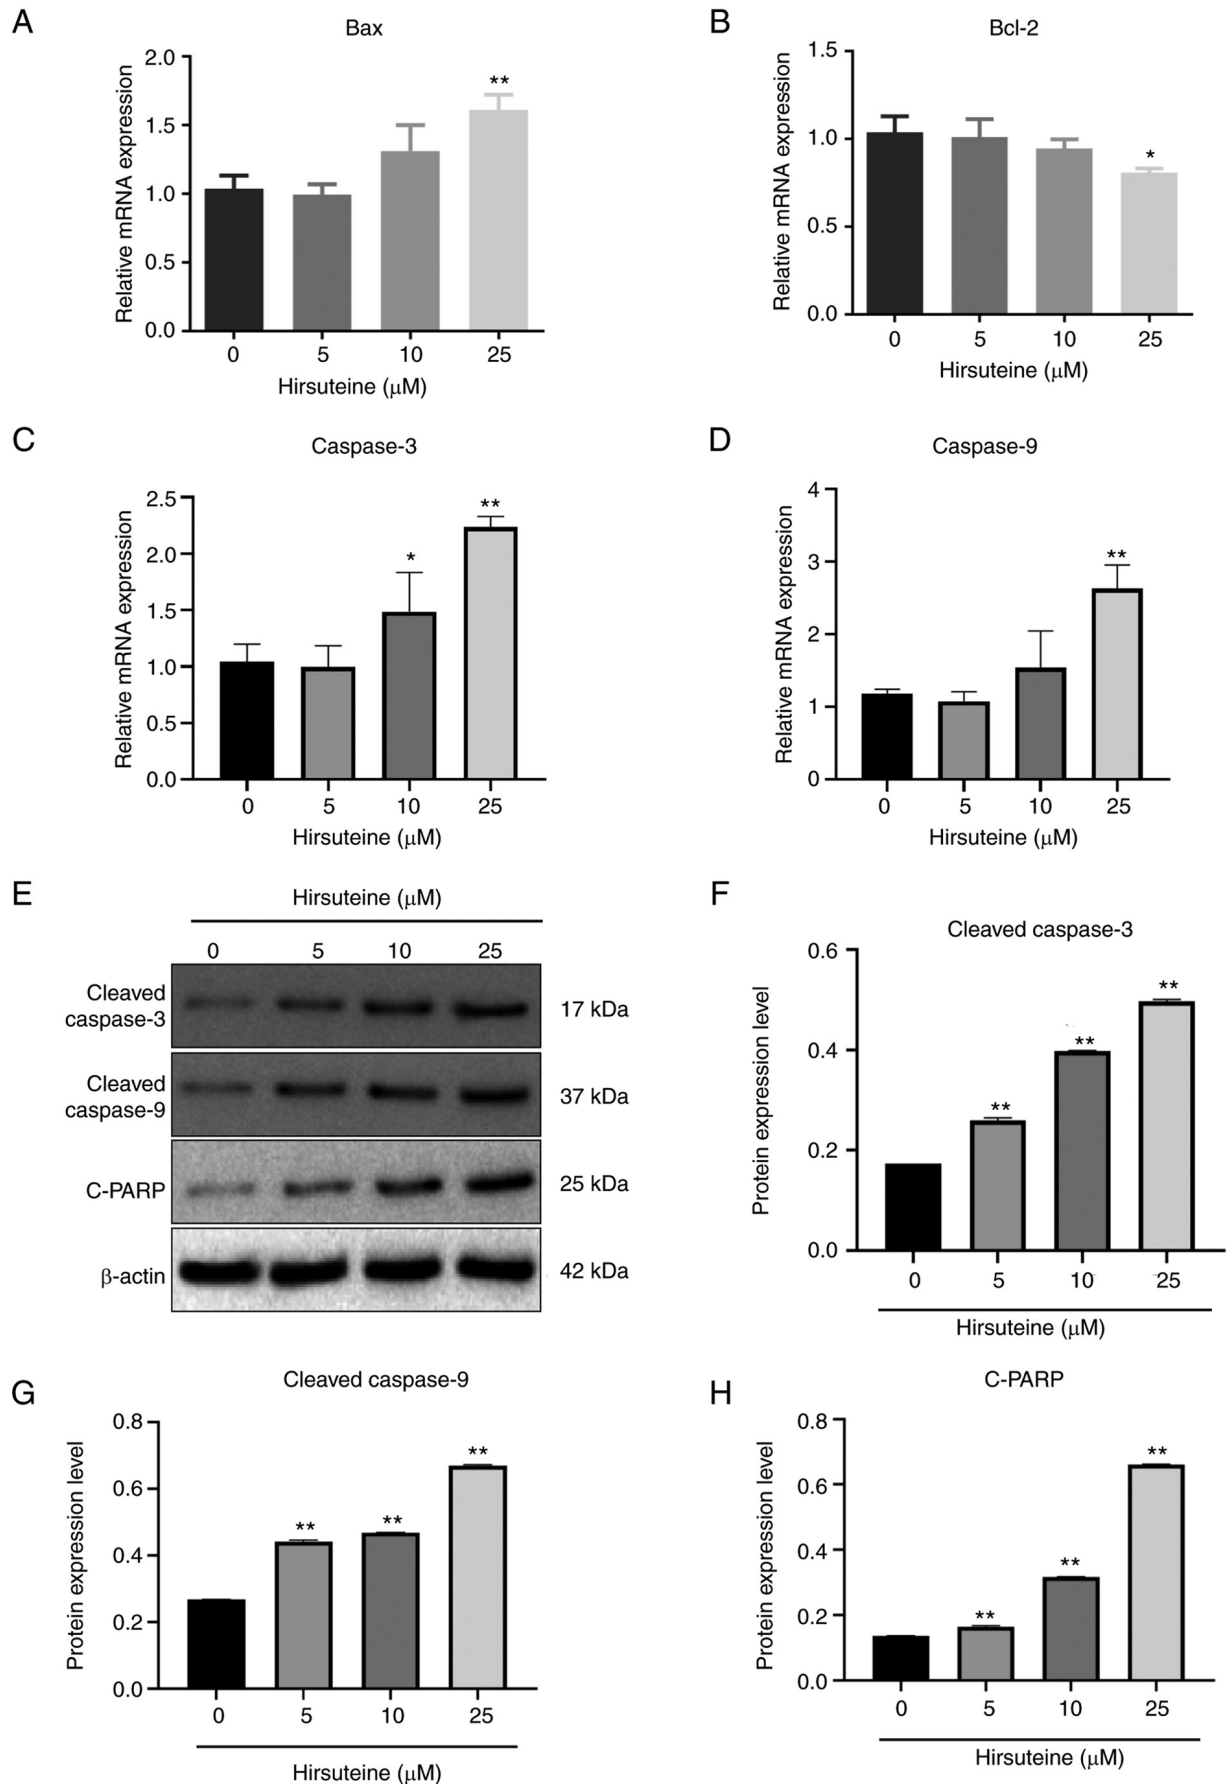 A
Bax
Relative mRNA expression
2.0
**
1.5
1.0
0.5
0.0
0 5 10 25
Hirsuteine (μM)
B
Bcl-2
Relative mRNA expression
1.5
1.0
*
0.5
0.0
0 5 10 25
Hirsuteine (μM)
C
Caspase-3
Relative mRNA expression
2.5
**
2.0
*
1.5
1.0
0.5
0.0
0 5 10 25
Hirsuteine (μM)
D
Caspase-9
Relative mRNA expression
4
3
**
2
1
0
0 5 10 25
Hirsuteine (μM)
E
Hirsuteine (μM)
0 5 10 25
Cleaved
caspase-3
17 kDa
Cleaved
caspase-9
37 kDa
C-PARP
25 kDa
β-actin
42 kDa
F
Cleaved caspase-3
Protein expression level
0.6
**
0.4
**
**
0.2
0.0
0 5 10 25
Hirsuteine (μM)
G
Cleaved caspase-9
Protein expression level
0.8
**
0.6
** **
0.4
0.2
0.0
0 5 10 25
Hirsuteine (μM)
H
C-PARP
Protein expression level
0.8
**
0.6
0.4
**
0.2
**
0.0
0 5 10 25
Hirsuteine (μM)